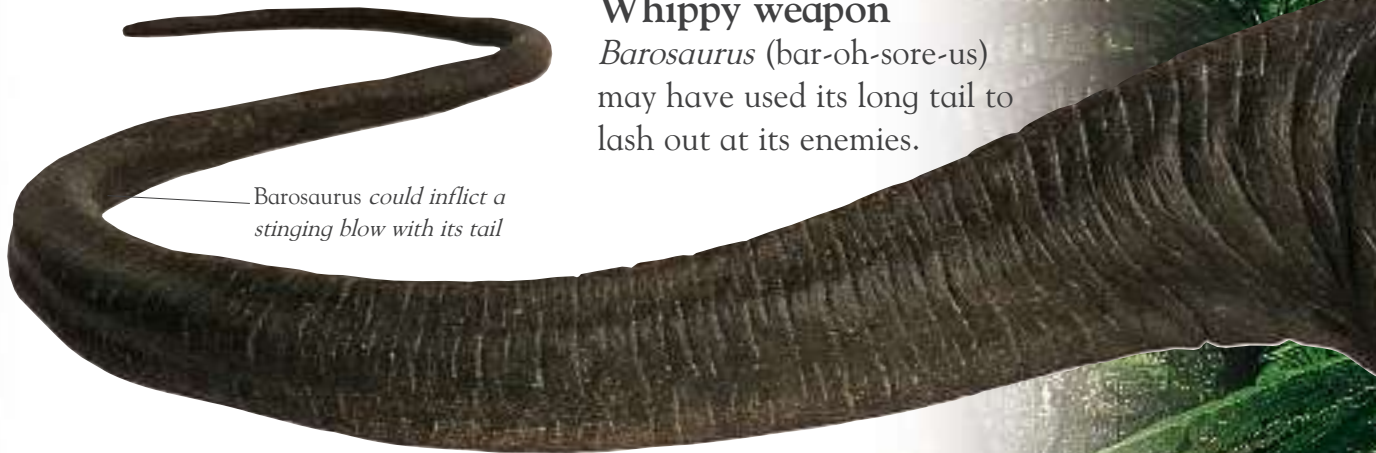 Whippy weapon
Barosaurus (bar-oh-sore-us)
may have used its long tail to
lash out at its enemies.
Barosaurus could inflict a
stinging blow with its tail